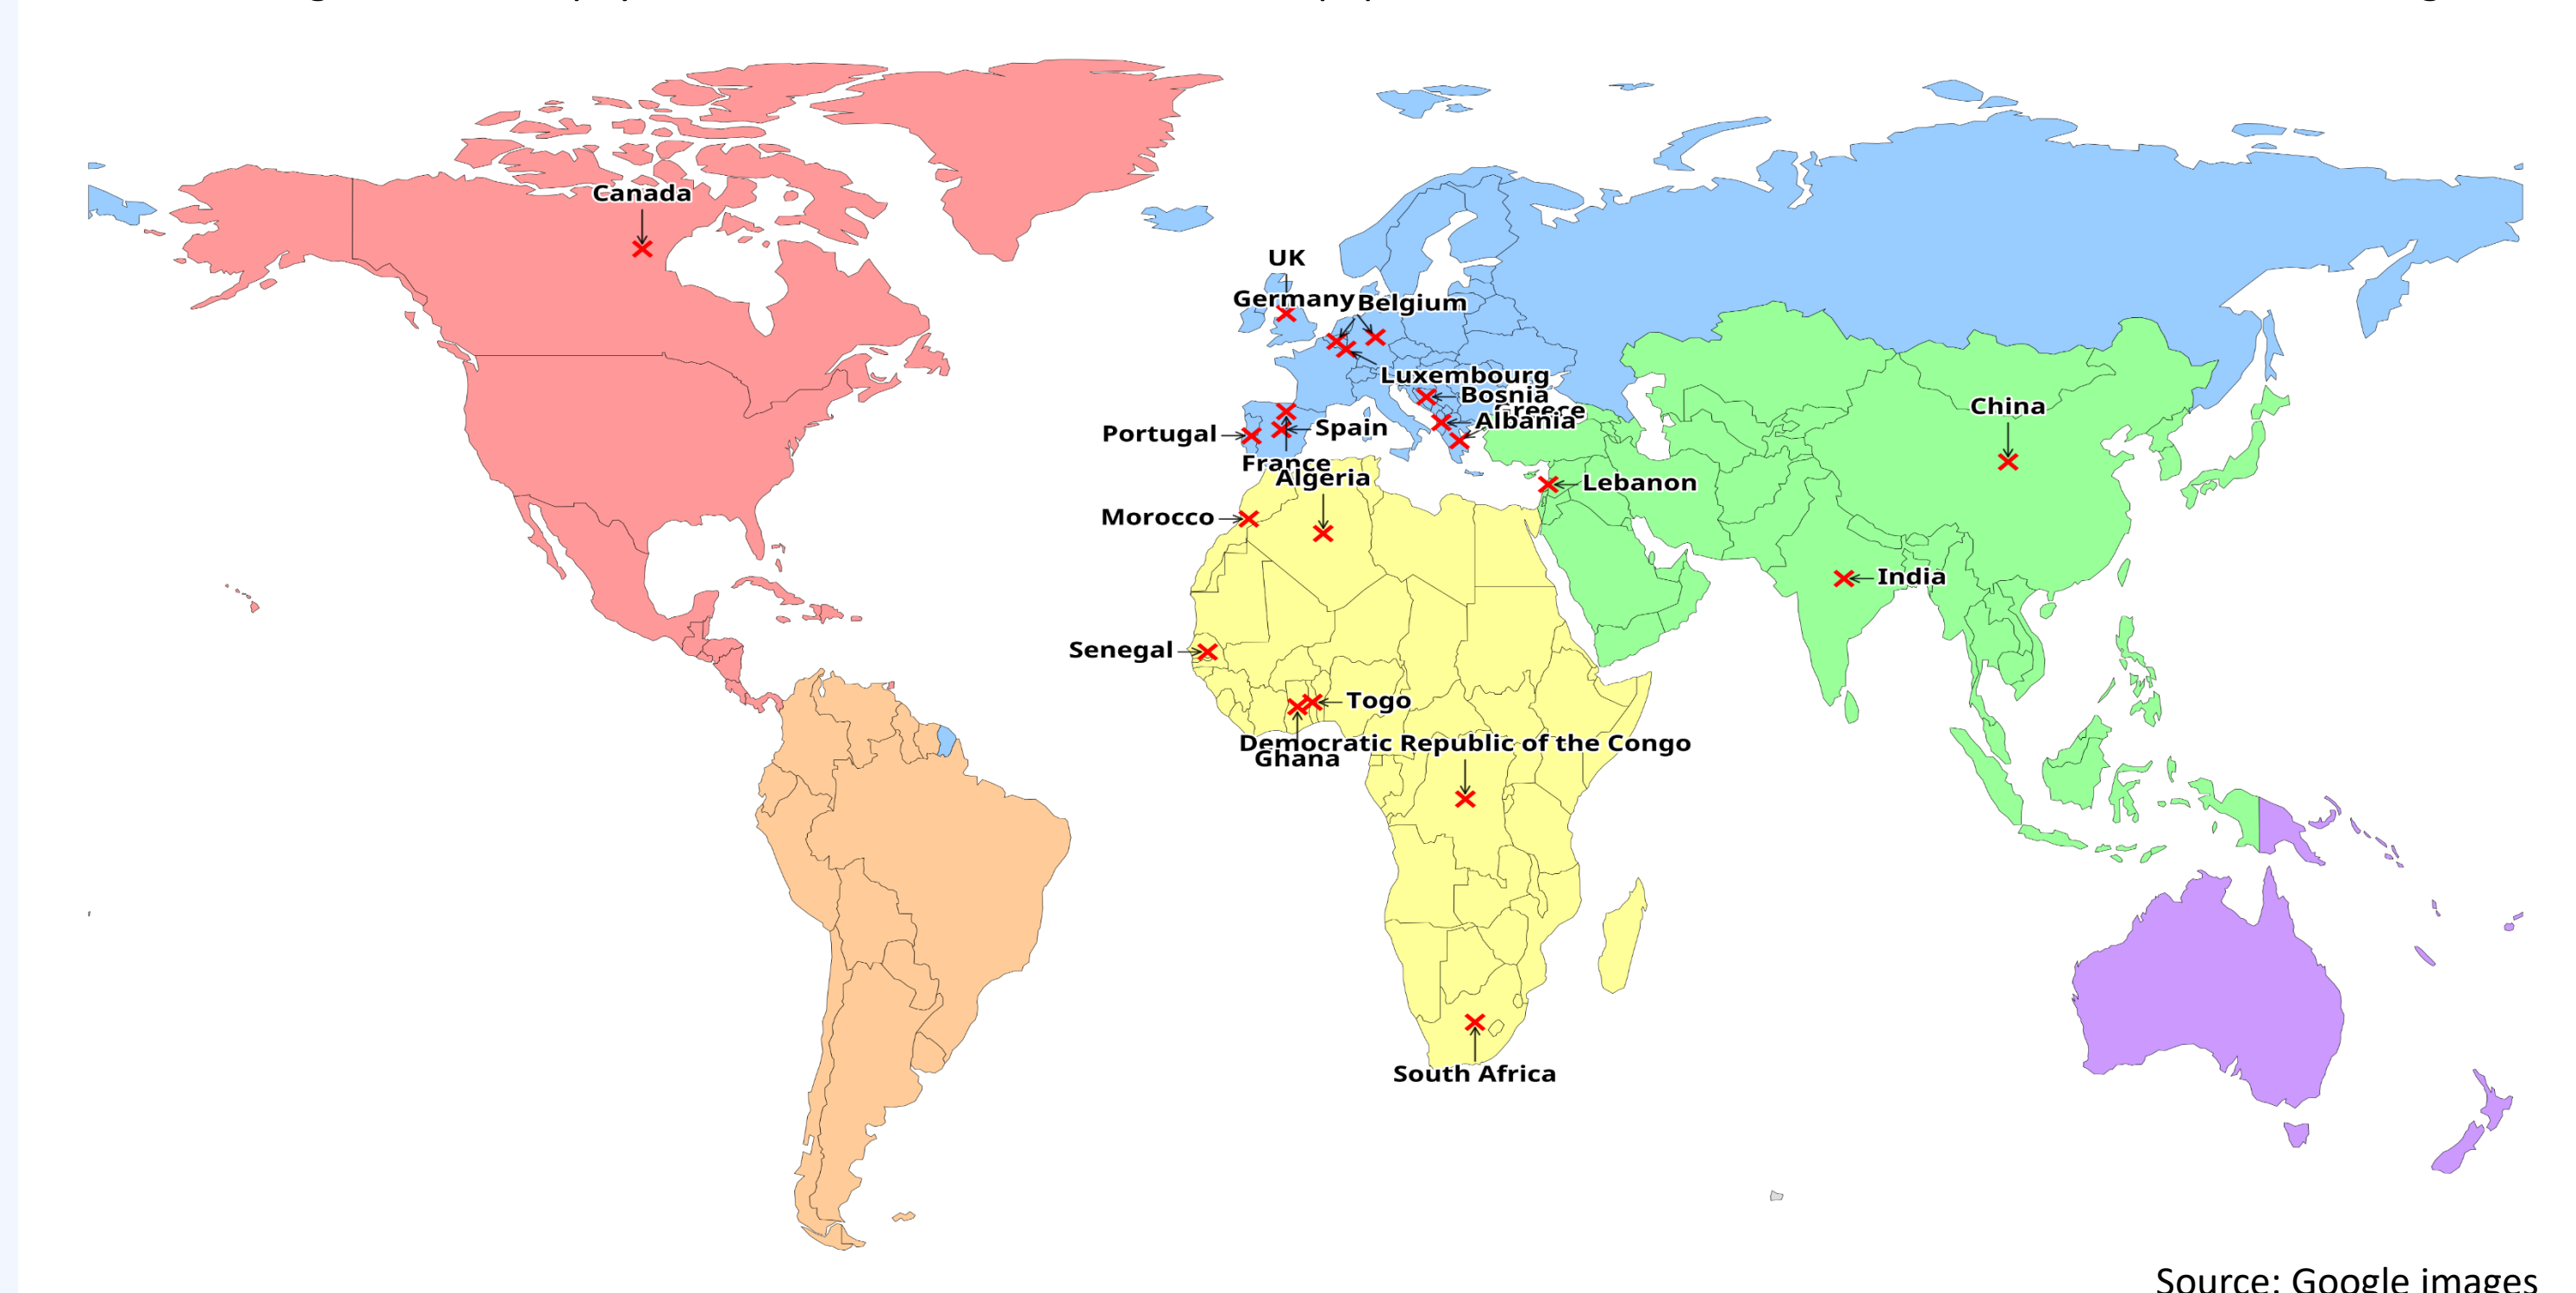 Canada
UK
Germany
Belgium
Luxembourg
Bosnia
Greece
Albania
Portugal
Spain
France
Algeria
China
Lebanon
Morocco
India
Senegal
Togo
Democratic Republic of the Congo
Ghana
South Africa
Source: Google images